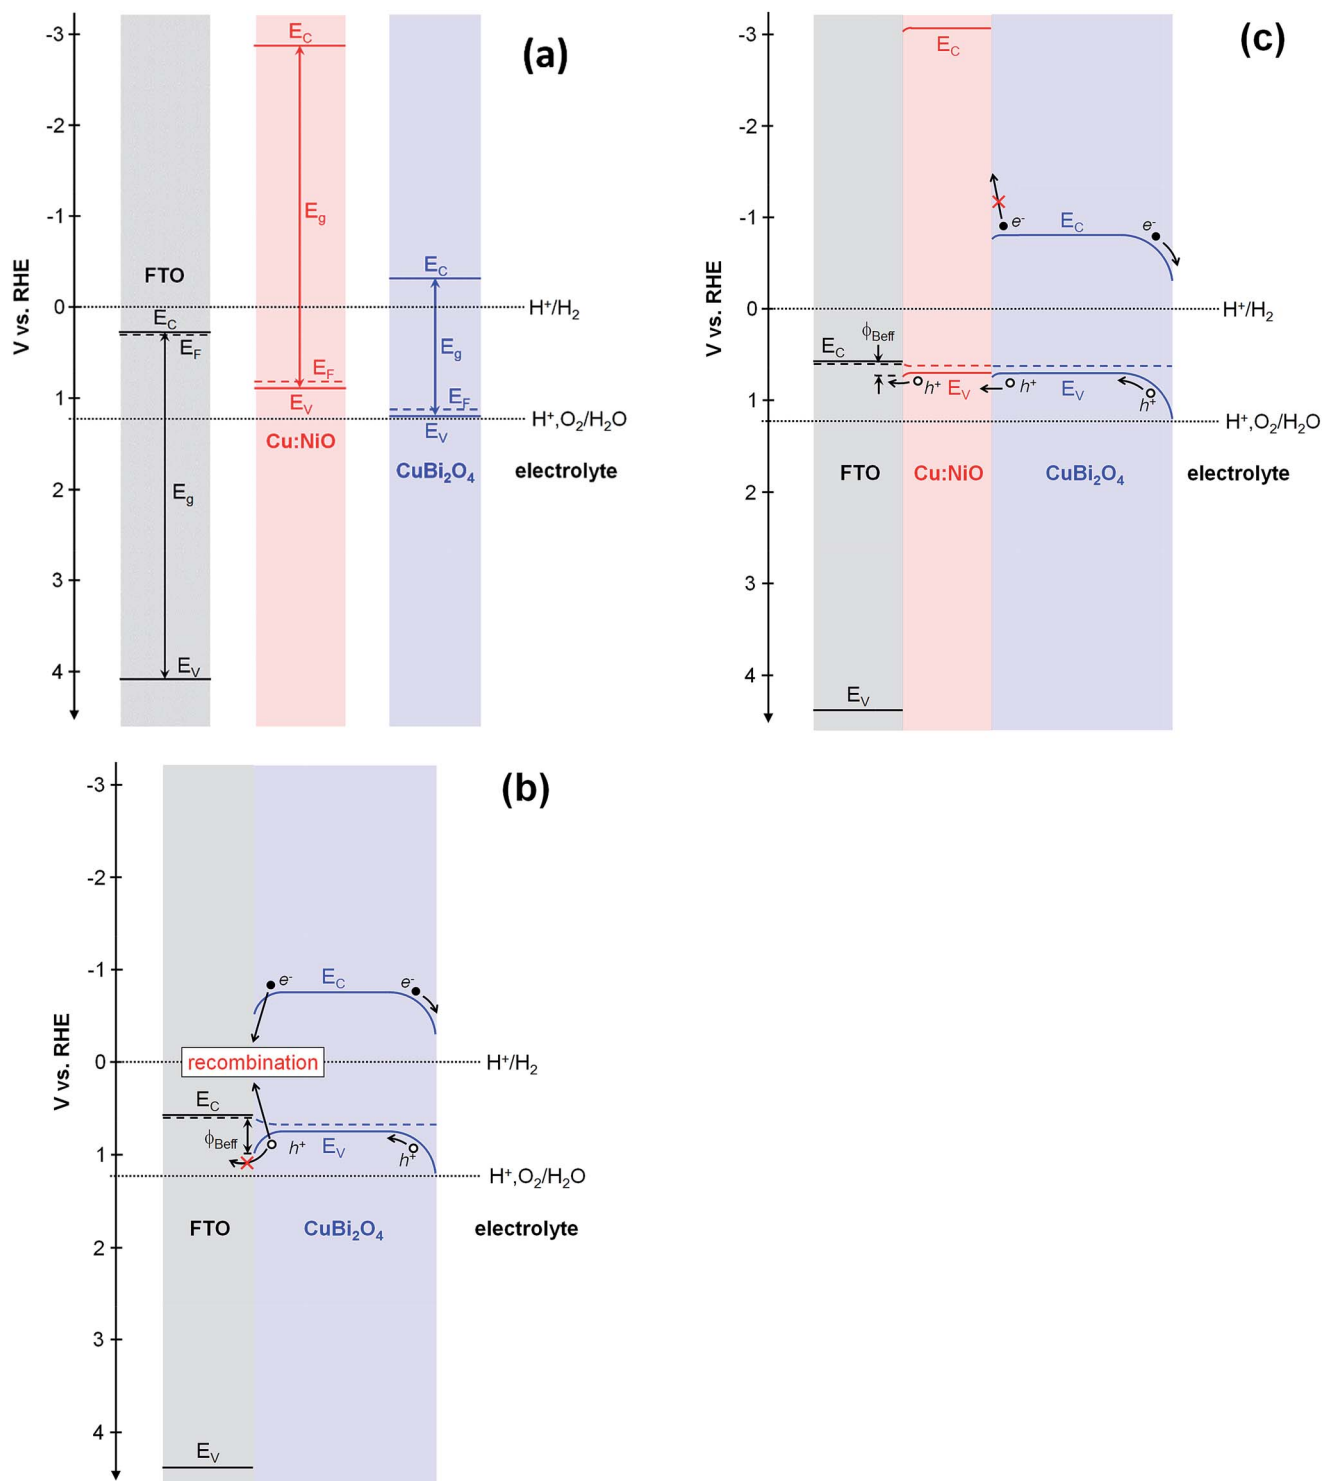 (a)
V vs. RHE
-3
-2
-1
0
1
2
3
4
FTO
E_C
E_F
E_g
E_V
E_C
E_g
E_F
E_V
Cu:NiO
E_C
E_g
E_F
E_V
CuBi₂O₄
H⁺/H₂
H⁺,O₂/H₂O
electrolyte
(c)
V vs. RHE
-3
-2
-1
0
1
2
3
4
E_C
e⁻
E_C
e⁻
H⁺/H₂
ϕ_Beff
E_C
h⁺
E_V
h⁺
E_V
h⁺
H⁺,O₂/H₂O
FTO
Cu:NiO
CuBi₂O₄
electrolyte
E_V
(b)
V vs. RHE
-3
-2
-1
0
1
2
3
4
e⁻
E_C
e⁻
recombination
H⁺/H₂
E_C
ϕ_Beff
h⁺
E_V
h⁺
H⁺,O₂/H₂O
FTO
CuBi₂O₄
electrolyte
E_V